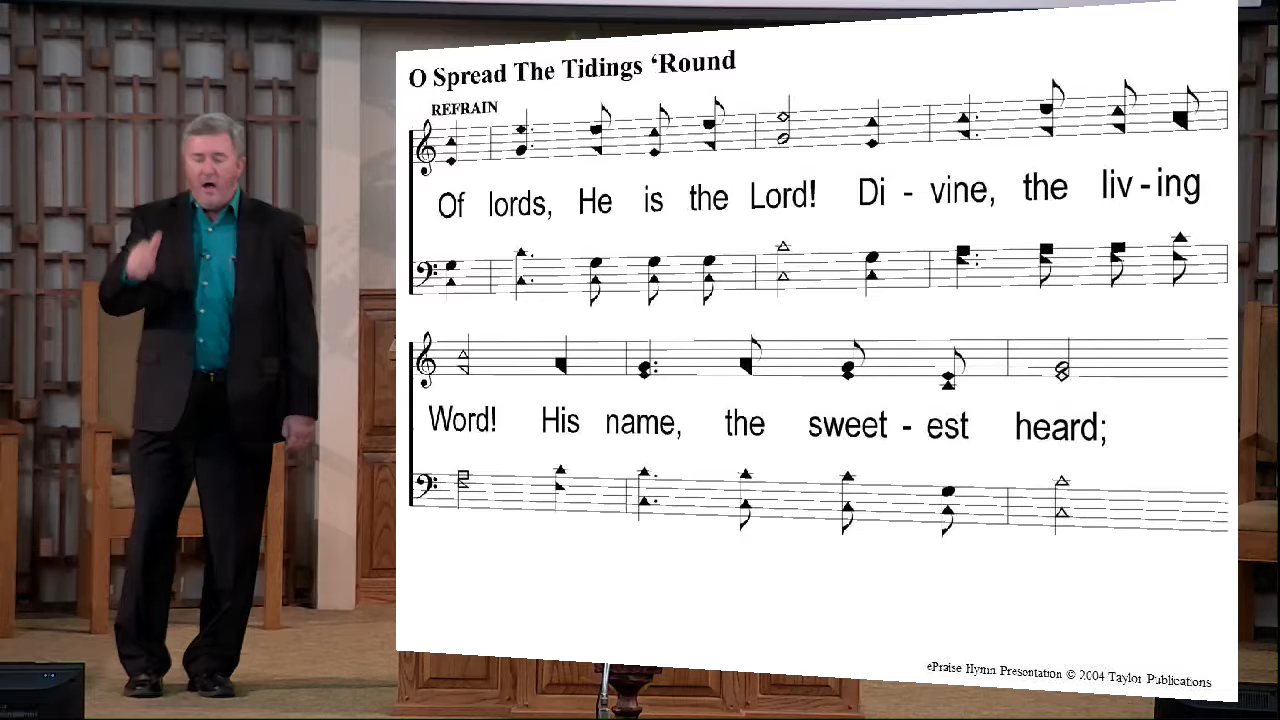 O Spread The Tidings ‘Round
REFRAIN
Of lords, He is the Lord! Di - vine, the liv - ing
Word! His name, the sweet - est heard;
ePraise Hymn Presentation © 2004 Taylor Publications